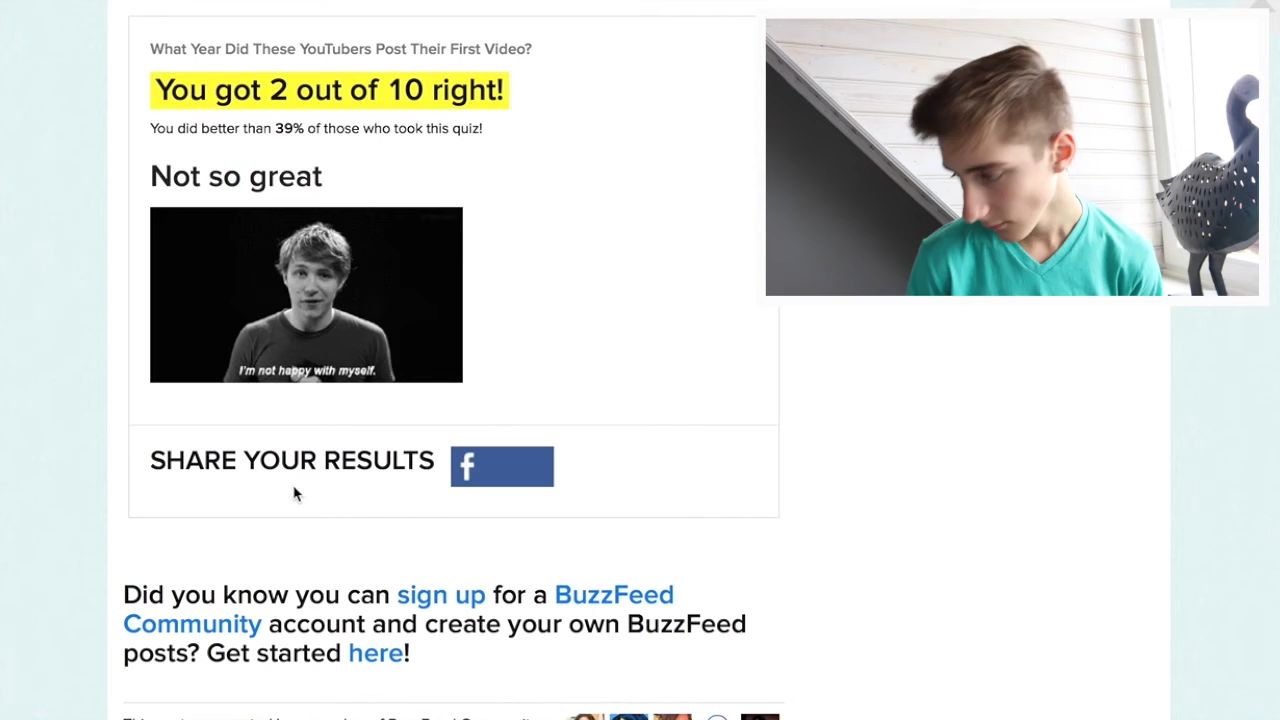 What Year Did These YouTubers Post Their First Video?
You got 2 out of 10 right!
You did better than 39% of those who took this quiz!
Not so great
I'm not happy with myself.
SHARE YOUR RESULTS
f
Did you know you can sign up for a BuzzFeed
Community account and create your own BuzzFeed
posts? Get started here!